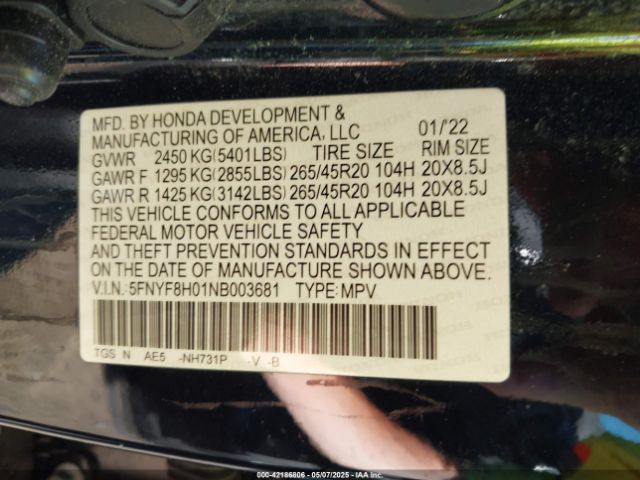 MFD. BY HONDA DEVELOPMENT &
MANUFACTURING OF AMERICA, LLC 01/'22
GVWR 2450 KG(5401LBS) TIRE SIZE RIM SIZE
GAWR F 1295 KG(2855LBS) 265/45R20 104H 20X8.5J
GAWR R 1425 KG(3142LBS) 265/45R20 104H 20X8.5J
THIS VEHICLE CONFORMS TO ALL APPLICABLE
FEDERAL MOTOR VEHICLE SAFETY
AND THEFT PREVENTION STANDARDS IN EFFECT
ON THE DATE OF MANUFACTURE SHOWN ABOVE.
V.I.N.:5FNYF8H01NB003681 TYPE:MPV
TGS N AE5 -NH731P -V -B
000-42186806 - 05/07/2025 - IAA Inc.